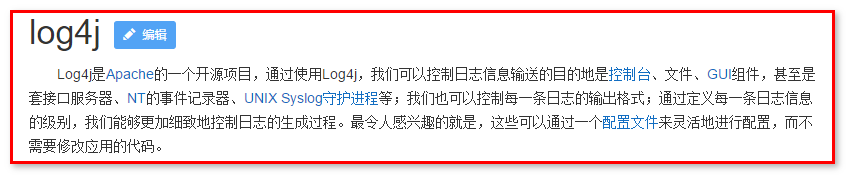 log4j 编辑
Log4j是Apache的一个开源项目，通过使用Log4j，我们可以控制日志信息输送的目的地是控制台、文件、GUI组件，甚至是
套接口服务器、NT的事件记录器、UNIX Syslog守护进程等；我们也可以控制每一条日志的输出格式；通过定义每一条日志信息
的级别，我们能够更加细致地控制日志的生成过程。最令人感兴趣的就是，这些可以通过一个配置文件来灵活地进行配置，而不
需要修改应用的代码。